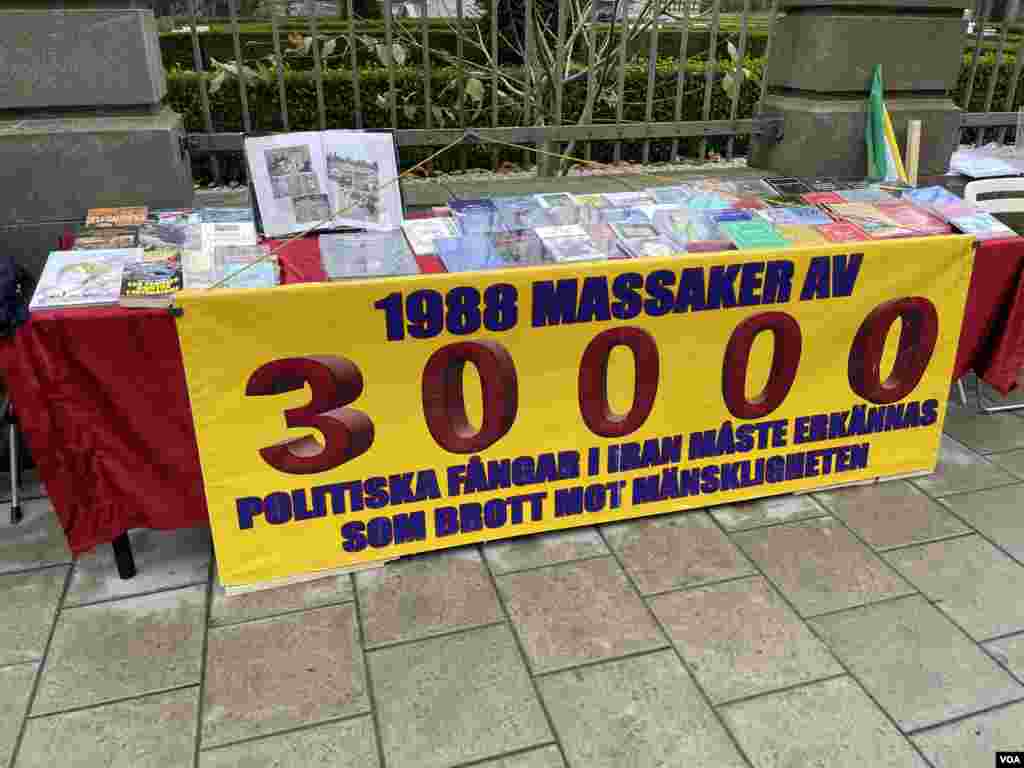 1988 MASSAKER AV
30000
POLITISKA FÅNGAR I IRAN MÅSTE ERKÄNNAS
SOM BROTT MOT MÄNSKLIGHETEN
VOA